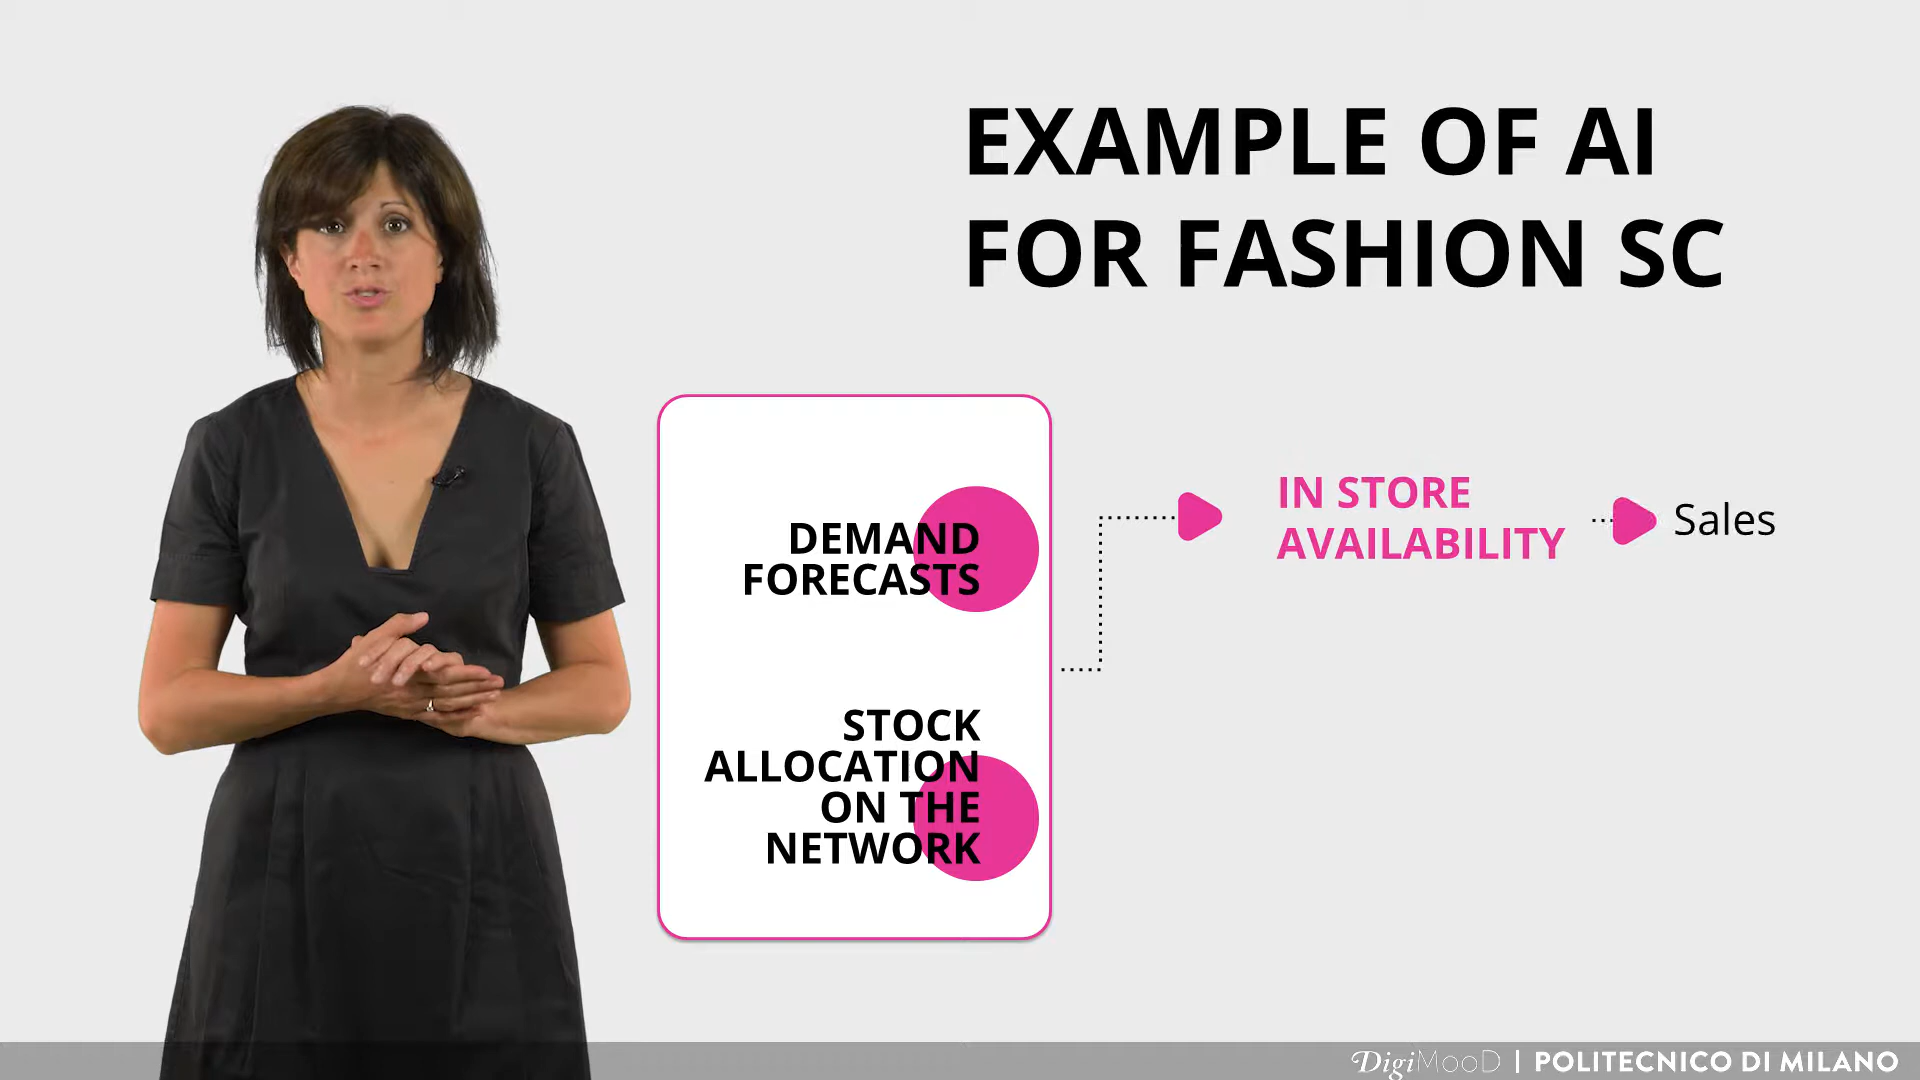 EXAMPLE OF AI
FOR FASHION SC
DEMAND
FORECASTS
STOCK
ALLOCATION
ON THE
NETWORK
IN STORE
AVAILABILITY
Sales
DigiMooD | POLITECNICO DI MILANO